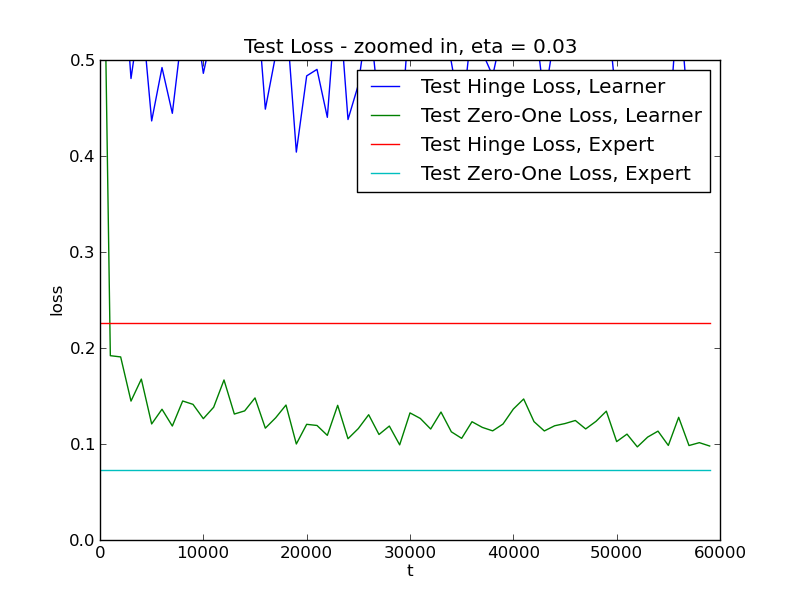 Test Loss - zoomed in, eta = 0.03
0.5
0.4
0.3
0.2
0.1
0.0
loss
Test Hinge Loss, Learner
Test Zero-One Loss, Learner
Test Hinge Loss, Expert
Test Zero-One Loss, Expert
0 10000 20000 30000 40000 50000 60000
t